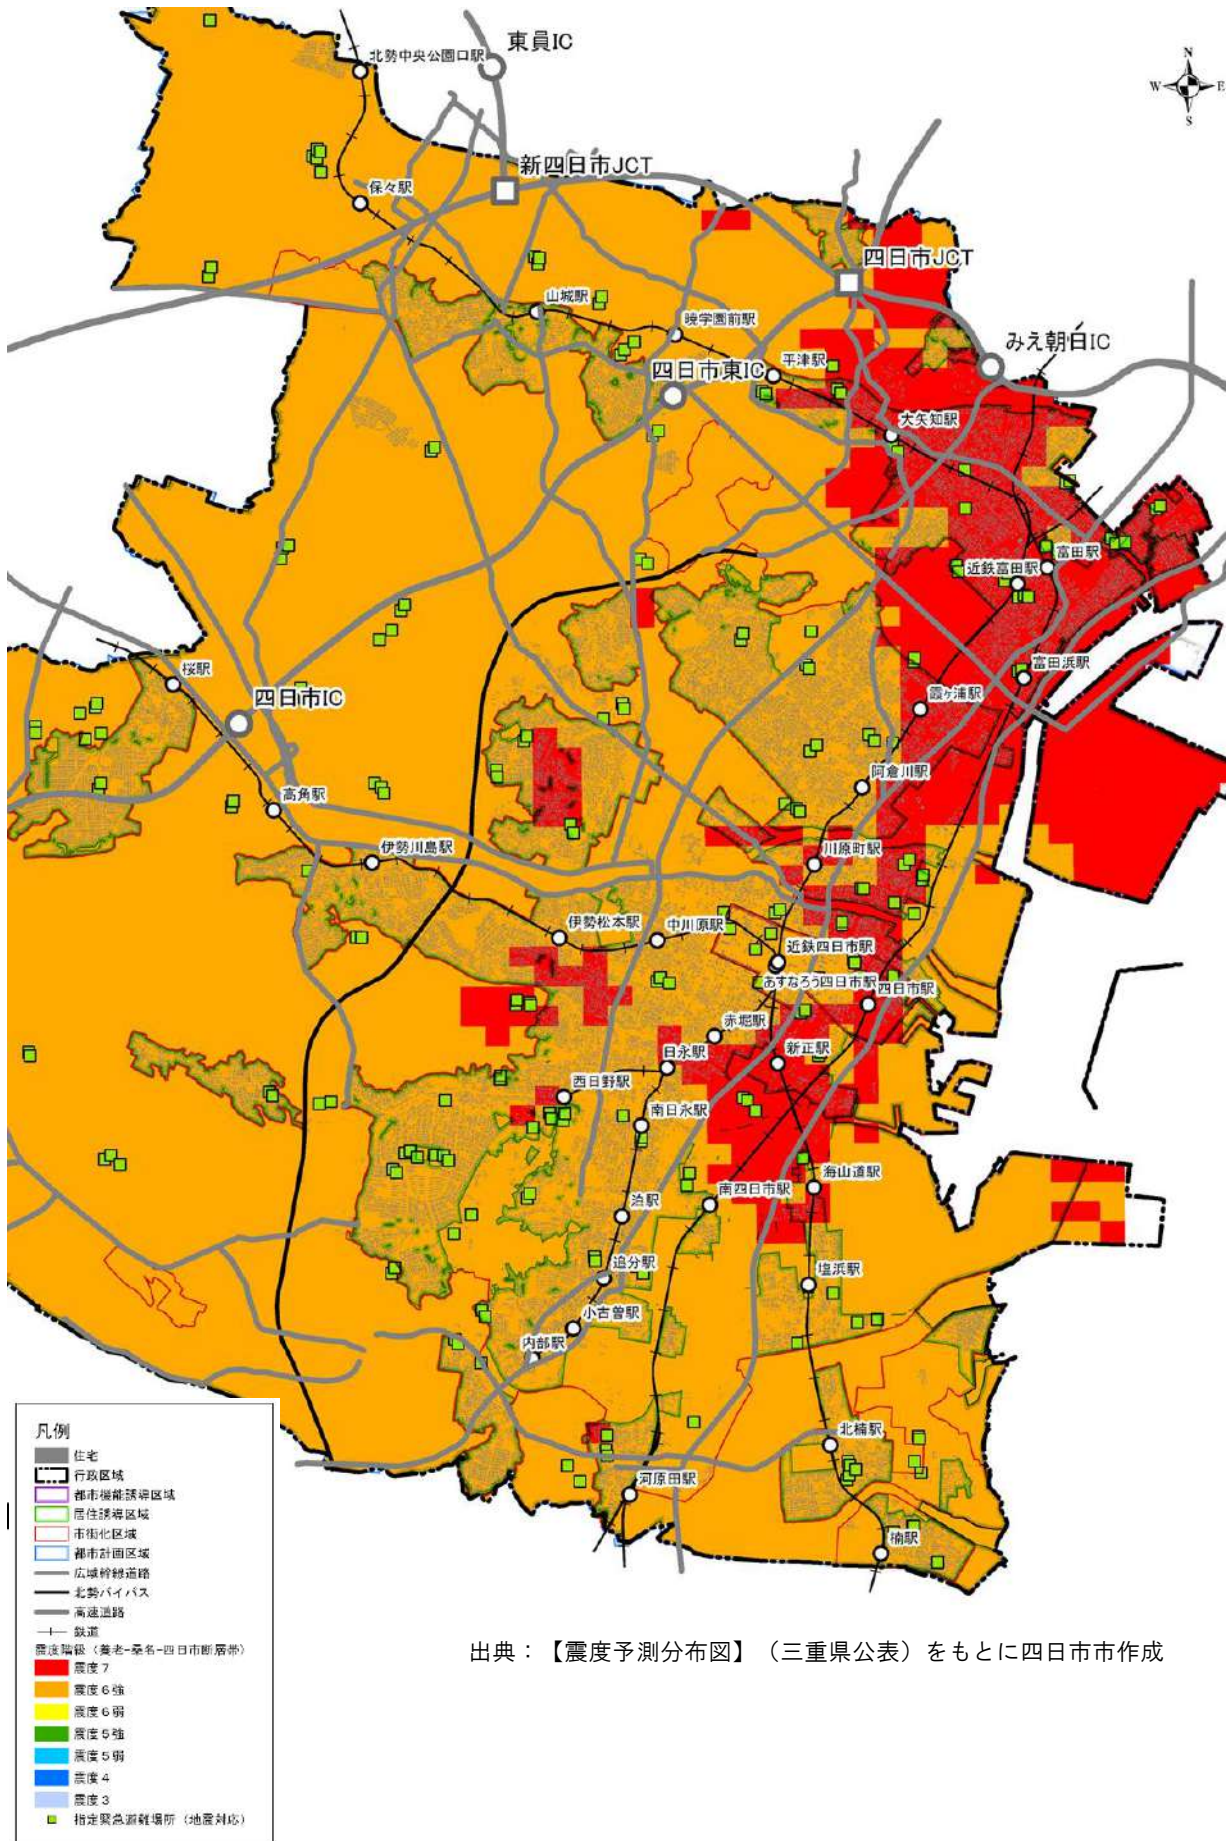 東員IC
北勢中央公園口駅
N
W
E
S
新四日市JCT
保々駅
四日市JCT
山城駅
暁学園前駅
みえ朝日IC
平津駅
四日市東IC
大矢知駅
富田駅
近鉄富田駅
桜駅
富田浜駅
四日市IC
霞ヶ浦駅
阿倉川駅
高角駅
伊勢川島駅
川原町駅
伊勢松本駅
中川原駅
近鉄四日市駅
あすなろう四日市駅
四日市駅
赤堀駅
日永駅
新正駅
西日野駅
南日永駅
海山道駅
南四日市駅
泊駅
追分駅
塩浜駅
小古曽駅
内部駅
北楠駅
河原田駅
楠駅
凡例
住宅
行政区域
都市機能誘導区域
居住誘導区域
市街化区域
都市計画区域
広域幹線道路
北勢バイパス
高速道路
鉄道
震度階級（養老-桑名-四日市断層帯）
震度７
震度６強
震度６弱
震度５強
震度５弱
震度４
震度３
指定緊急避難場所（地震対応）
出典：【震度予測分布図】（三重県公表）をもとに四日市市作成